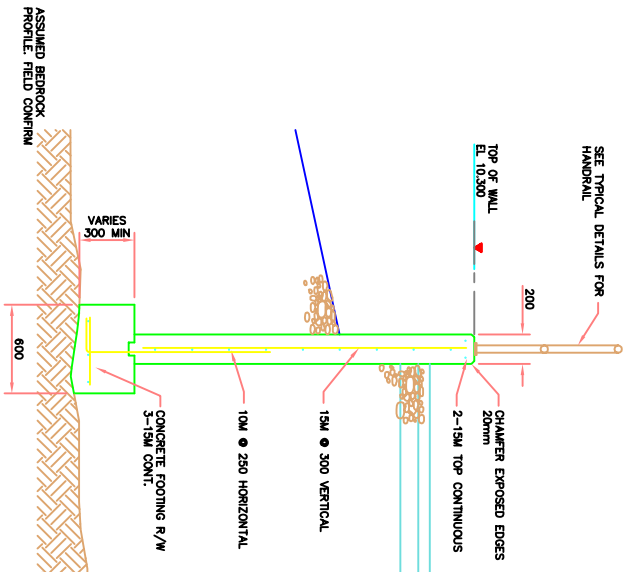 SEE TYPICAL DETAILS FOR
HANDRAIL
TOP OF WALL
EL 10.300
200
CHAMFER EXPOSED EDGES
20mm
2-15M TOP CONTINUOUS
15M @ 300 VERTICAL
10M @ 250 HORIZONTAL
CONCRETE FOOTING R/W
3-15M CONT.
VARIES
300 MIN
600
ASSUMED BEDROCK
PROFILE. FIELD CONFIRM